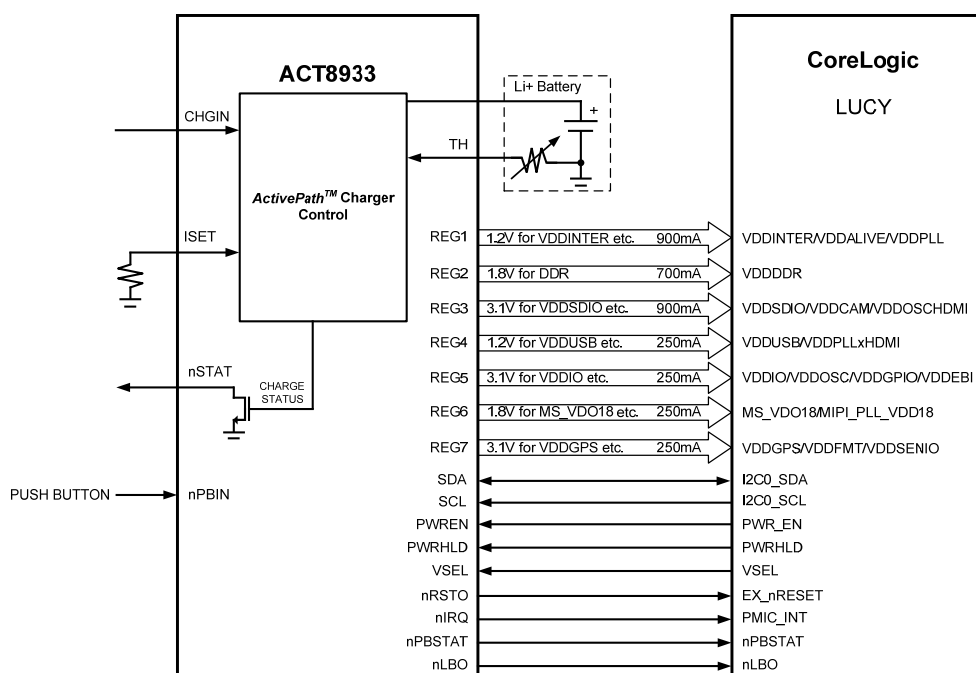 ACT8933
CoreLogic
LUCY
Li+ Battery
+
CHGIN
TH
ActivePath™ Charger
Control
ISET
REG1 1.2V for VDDINTER etc. 900mA VDDINTER/VDDALIVE/VDDPLL
REG2 1.8V for DDR 700mA VDDDDR
REG3 3.1V for VDDSDIO etc. 900mA VDDSDIO/VDDCAM/VDDOSCHDMI
REG4 1.2V for VDDUSB etc. 250mA VDDUSB/VDDPLLxHDMI
REG5 3.1V for VDDIO etc. 250mA VDDIO/VDDOSC/VDDGPIO/VDDEBI
nSTAT
CHARGE
STATUS
REG6 1.8V for MS_VDO18 etc. 250mA MS_VDO18/MIPI_PLL_VDD18
REG7 3.1V for VDDGPS etc. 250mA VDDGPS/VDDFMT/VDDSENIO
SDA I2C0_SDA
PUSH BUTTON nPBIN
SCL I2C0_SCL
PWREN PWR_EN
PWRHLD PWRHLD
VSEL VSEL
nRSTO EX_nRESET
nIRQ PMIC_INT
nPBSTAT nPBSTAT
nLBO nLBO